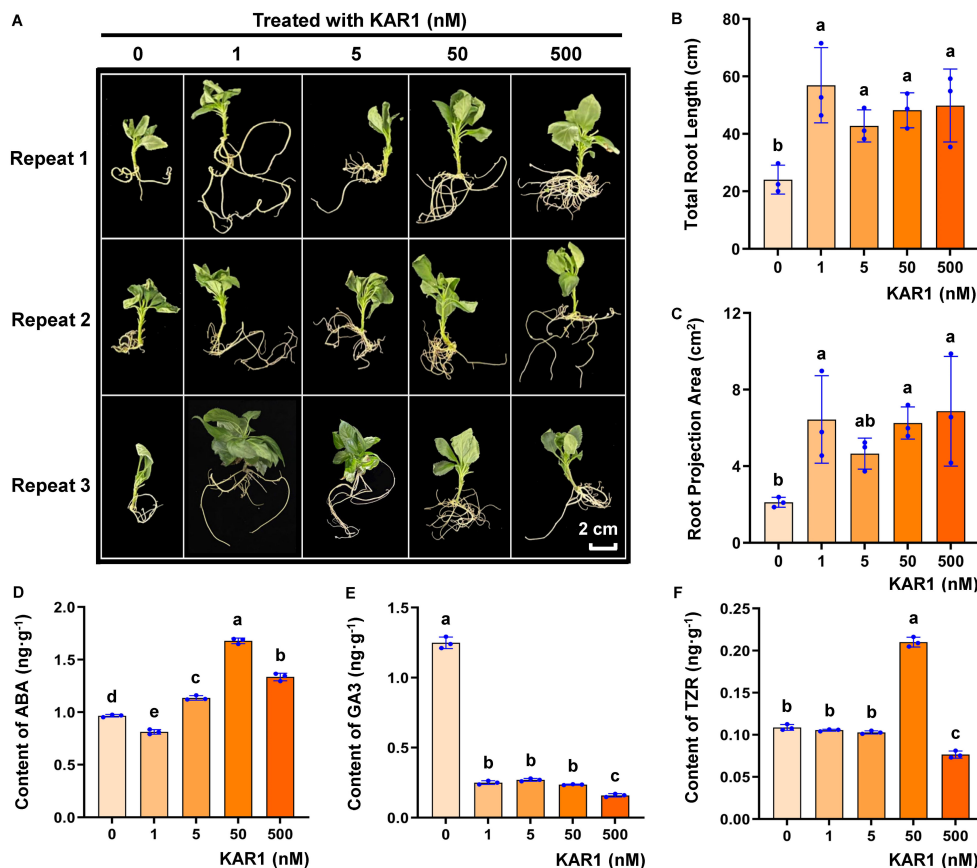 A
Treated with KAR1 (nM)
0 1 5 50 500
Repeat 1
Repeat 2
Repeat 3
2 cm
B
Total Root Length (cm)
80
60
40
20
0
b a a a a
0 1 5 50 500
KAR1 (nM)
C
Root Projection Area (cm²)
12
8
4
0
b a ab a a
0 1 5 50 500
KAR1 (nM)
D
Content of ABA (ng·g⁻¹)
2.0
1.5
1.0
0.5
0.0
d e c a b
0 1 5 50 500
KAR1 (nM)
E
Content of GA3 (ng·g⁻¹)
1.5
1.0
0.5
0.0
a b b b c
0 1 5 50 500
KAR1 (nM)
F
Content of TZR (ng·g⁻¹)
0.20
0.15
0.10
0.05
0.00
b b b a c
0 1 5 50 500
KAR1 (nM)